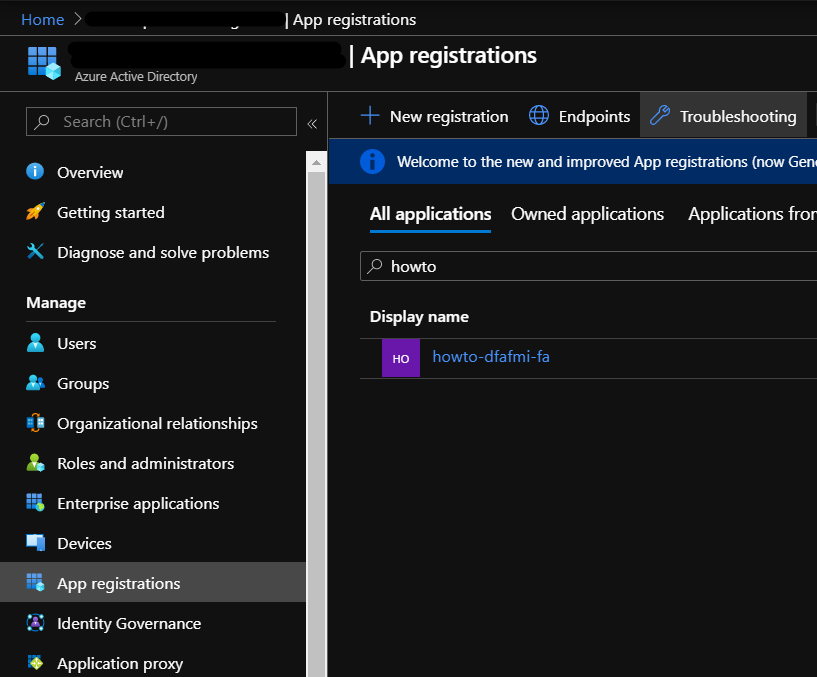 Home > | App registrations
| App registrations
Azure Active Directory
Search (Ctrl+/)
«
Overview
Getting started
Diagnose and solve problems
Manage
Users
Groups
Organizational relationships
Roles and administrators
Enterprise applications
Devices
App registrations
Identity Governance
Application proxy
New registration Endpoints Troubleshooting
Welcome to the new and improved App registrations (now Gene
All applications Owned applications Applications fror
howto
Display name
HO howto-dfafmi-fa